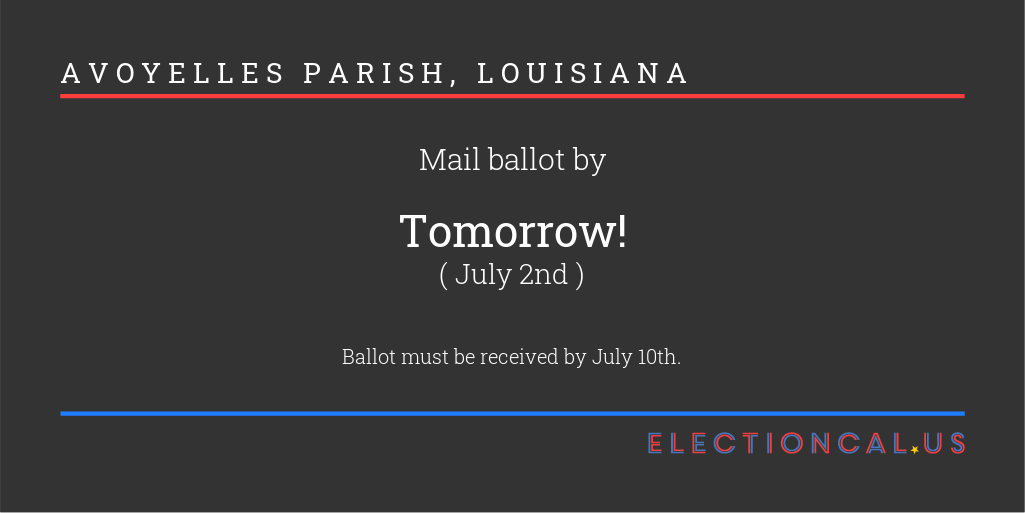 AVOYELLES PARISH, LOUISIANA
Mail ballot by
Tomorrow!
( July 2nd )
Ballot must be received by July 10th.
ELECTIONCAL.US